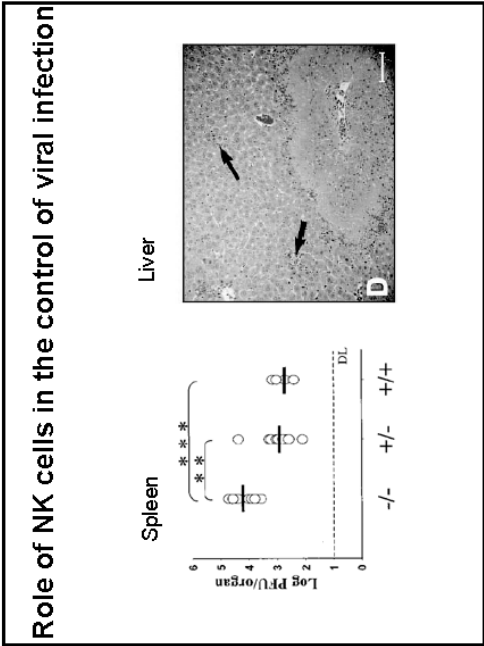 Role of NK cells in the control of viral infection
Spleen
Liver
* * *
* *
Log PFU/organ
6
5
4
3
2
1
0
DL
-/-
+/-
+/+
D